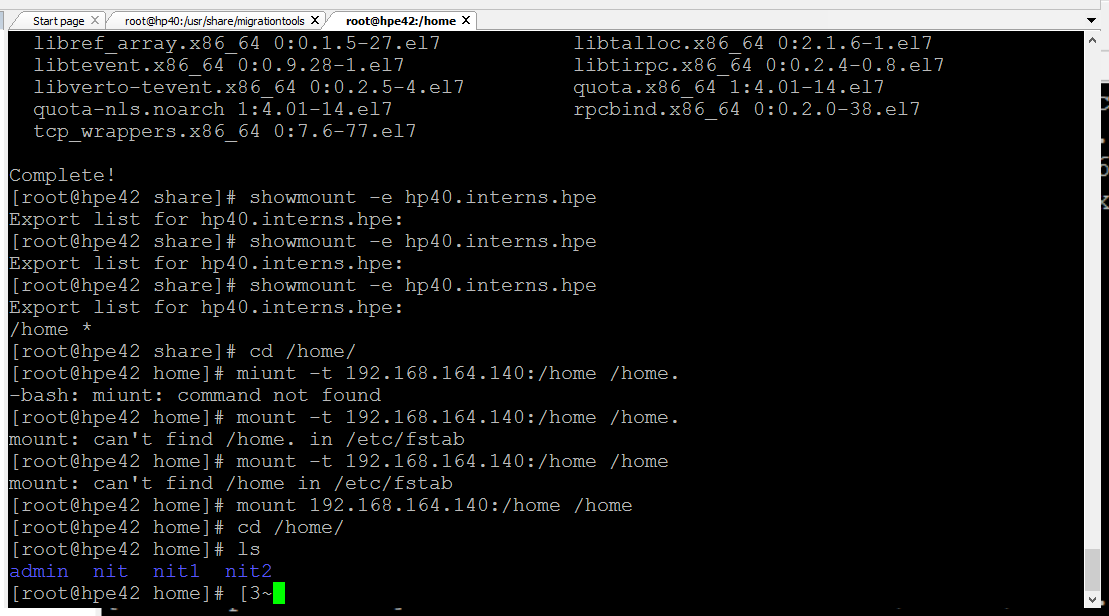 Start page
root@hp40:/usr/share/migrationtools
root@hpe42:/home
libref_array.x86_64 0:0.1.5-27.el7 libtalloc.x86_64 0:2.1.6-1.el7
libtevent.x86_64 0:0.9.28-1.el7 libtirpc.x86_64 0:0.2.4-0.8.el7
libverto-tevent.x86_64 0:0.2.5-4.el7 quota.x86_64 1:4.01-14.el7
quota-nls.noarch 1:4.01-14.el7 rpcbind.x86_64 0:0.2.0-38.el7
tcp_wrappers.x86_64 0:7.6-77.el7
Complete!
[root@hpe42 share]# showmount -e hp40.interns.hpe
Export list for hp40.interns.hpe:
[root@hpe42 share]# showmount -e hp40.interns.hpe
Export list for hp40.interns.hpe:
[root@hpe42 share]# showmount -e hp40.interns.hpe
Export list for hp40.interns.hpe:
/home *
[root@hpe42 share]# cd /home/
[root@hpe42 home]# miunt -t 192.168.164.140:/home /home.
-bash: miunt: command not found
[root@hpe42 home]# mount -t 192.168.164.140:/home /home.
mount: can't find /home. in /etc/fstab
[root@hpe42 home]# mount -t 192.168.164.140:/home /home
mount: can't find /home in /etc/fstab
[root@hpe42 home]# mount 192.168.164.140:/home /home
[root@hpe42 home]# cd /home/
[root@hpe42 home]# ls
admin nit nit1 nit2
[root@hpe42 home]# [3~